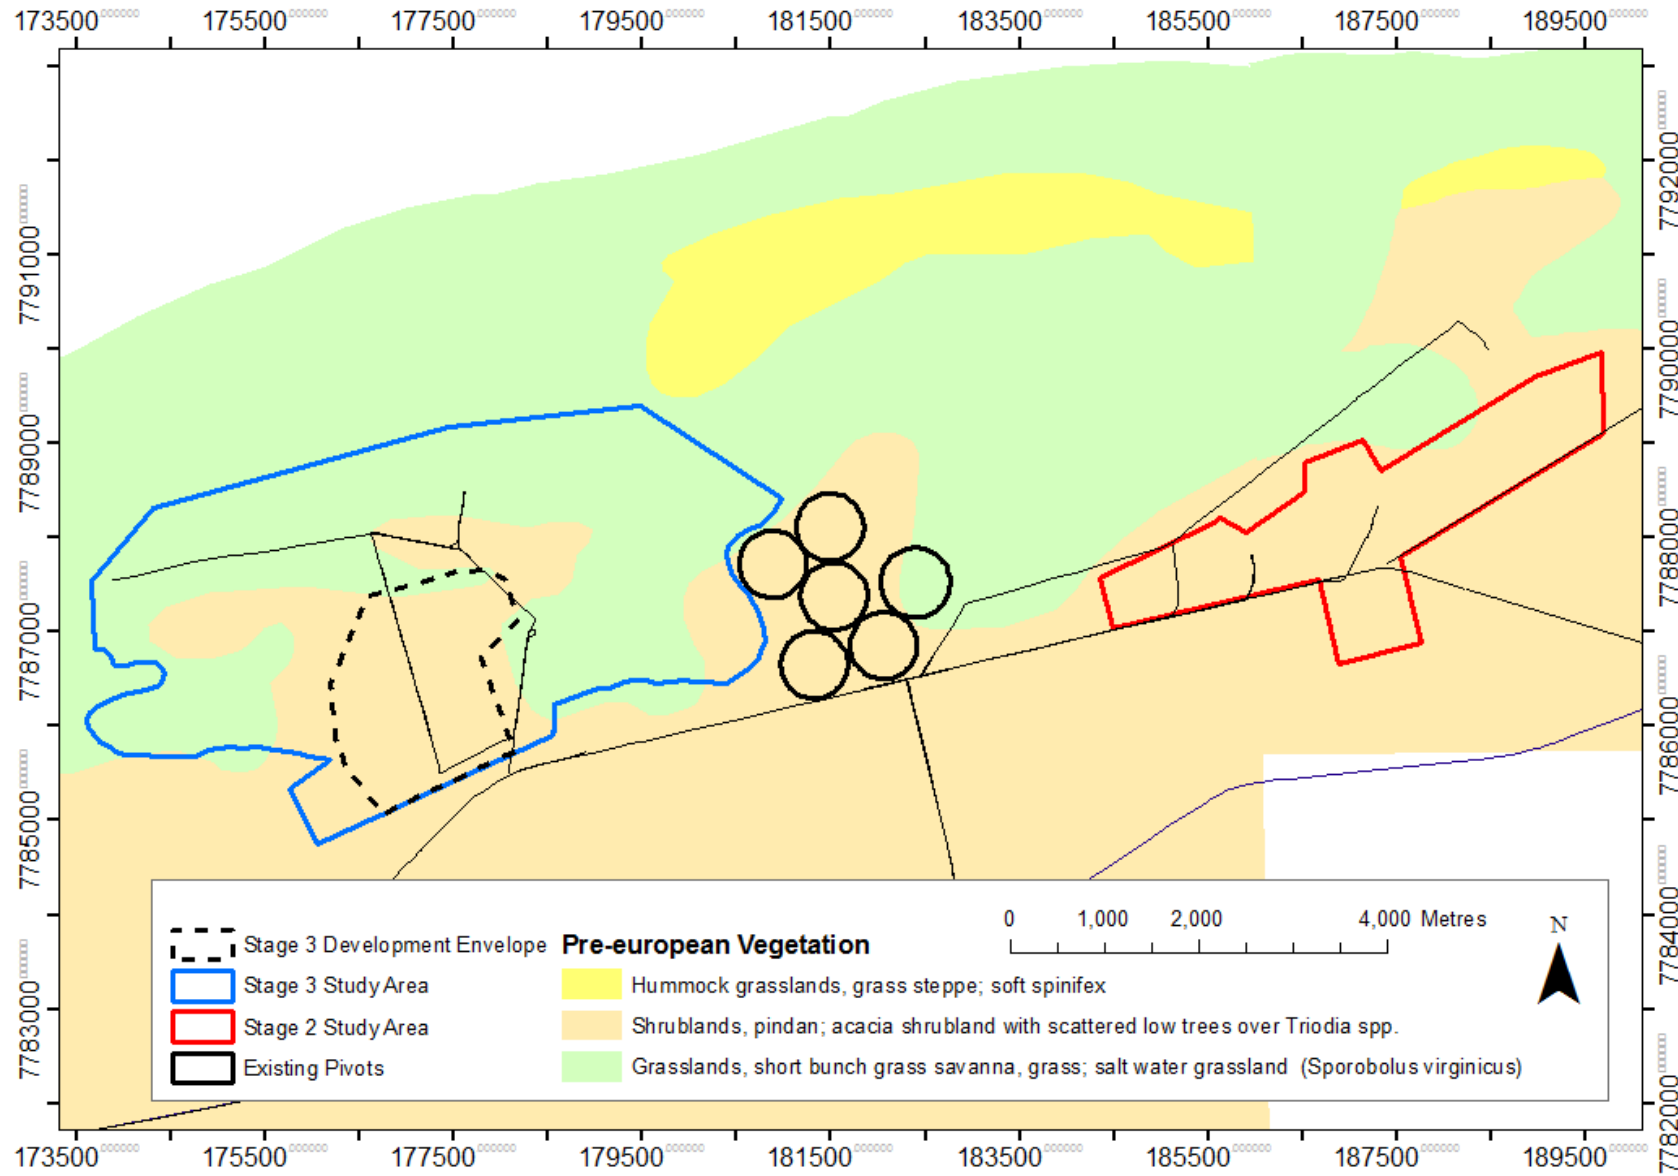 173500 175500 177500 179500 181500 183500 185500 187500 189500
7791000
7789000
7787000
7785000
7783000
7792000
7790000
7788000
7786000
7784000
7782000
Stage 3 Development Envelope
Stage 3 Study Area
Stage 2 Study Area
Existing Pivots
Pre-european Vegetation
Hummock grasslands, grass steppe; soft spinifex
Shrublands, pindan; acacia shrubland with scattered low trees over Triodia spp.
Grasslands, short bunch grass savanna, grass; salt water grassland (Sporobolus virginicus)
0 1,000 2,000 4,000 Metres
N
173500 175500 177500 179500 181500 183500 185500 187500 189500